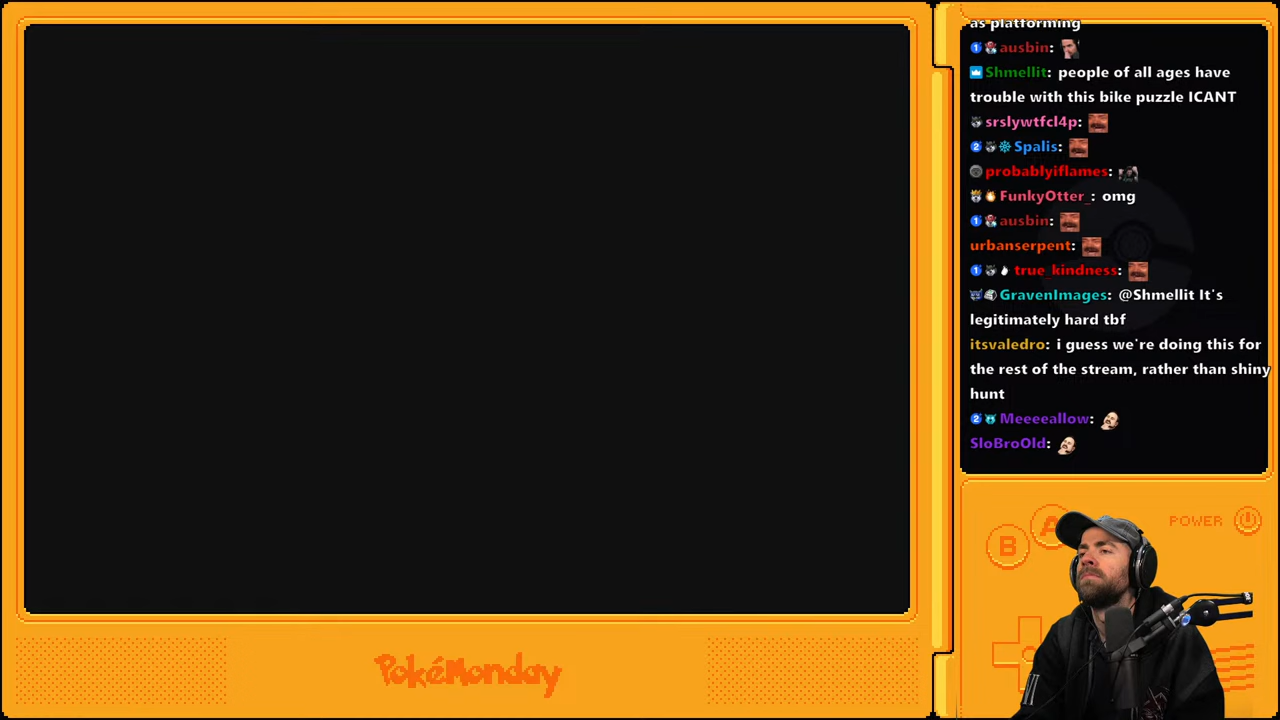 as platforming
ausbin:
Shmellit: people of all ages have
trouble with this bike puzzle ICANT
srslywtfcl4p:
Spalis:
probablyiflames:
FunkyOtter_: omg
ausbin:
urbanserpent:
true_kindness:
GravenImages: @Shmellit It's
legitimately hard tbf
itsvaledro: i guess we're doing this for
the rest of the stream, rather than shiny
hunt
Meeeeallow:
SloBroOld:
B
A
POWER
PokéMonday